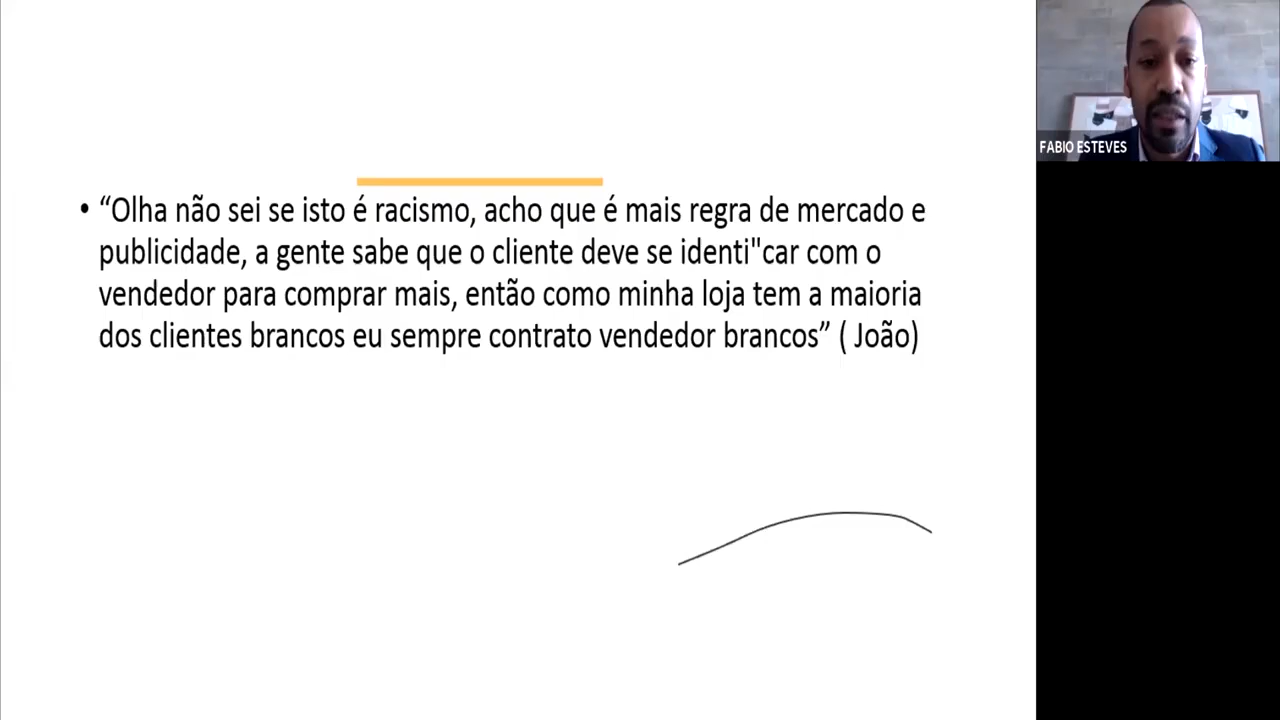 • “Olha não sei se isto é racismo, acho que é mais regra de mercado e
publicidade, a gente sabe que o cliente deve se identi"car com o
vendedor para comprar mais, então como minha loja tem a maioria
dos clientes brancos eu sempre contrato vendedor brancos” ( João)
FABIO ESTEVES